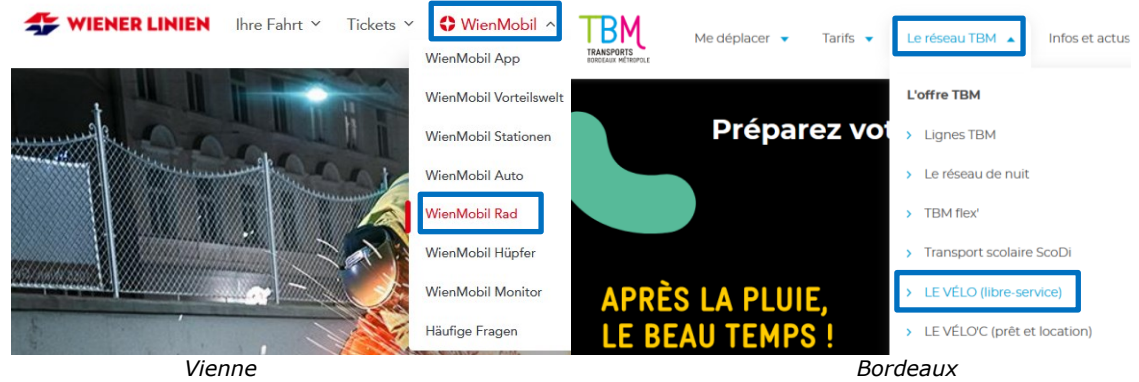 WIENER LINIEN
Ihre Fahrt
Tickets
WienMobil
WienMobil App
WienMobil Vorteilswelt
WienMobil Stationen
WienMobil Auto
WienMobil Rad
WienMobil Hüpfer
WienMobil Monitor
Häufige Fragen
Vienne
TBM
TRANSPORTS
BORDEAUX MÉTROPOLE
Me déplacer
Tarifs
Le réseau TBM
Infos et actus
Préparez vot
APRÈS LA PLUIE,
LE BEAU TEMPS !
L'offre TBM
Lignes TBM
Le réseau de nuit
TBM flex'
Transport scolaire ScoDi
LE VÉLO (libre-service)
LE VÉLO'C (prêt et location)
Bordeaux